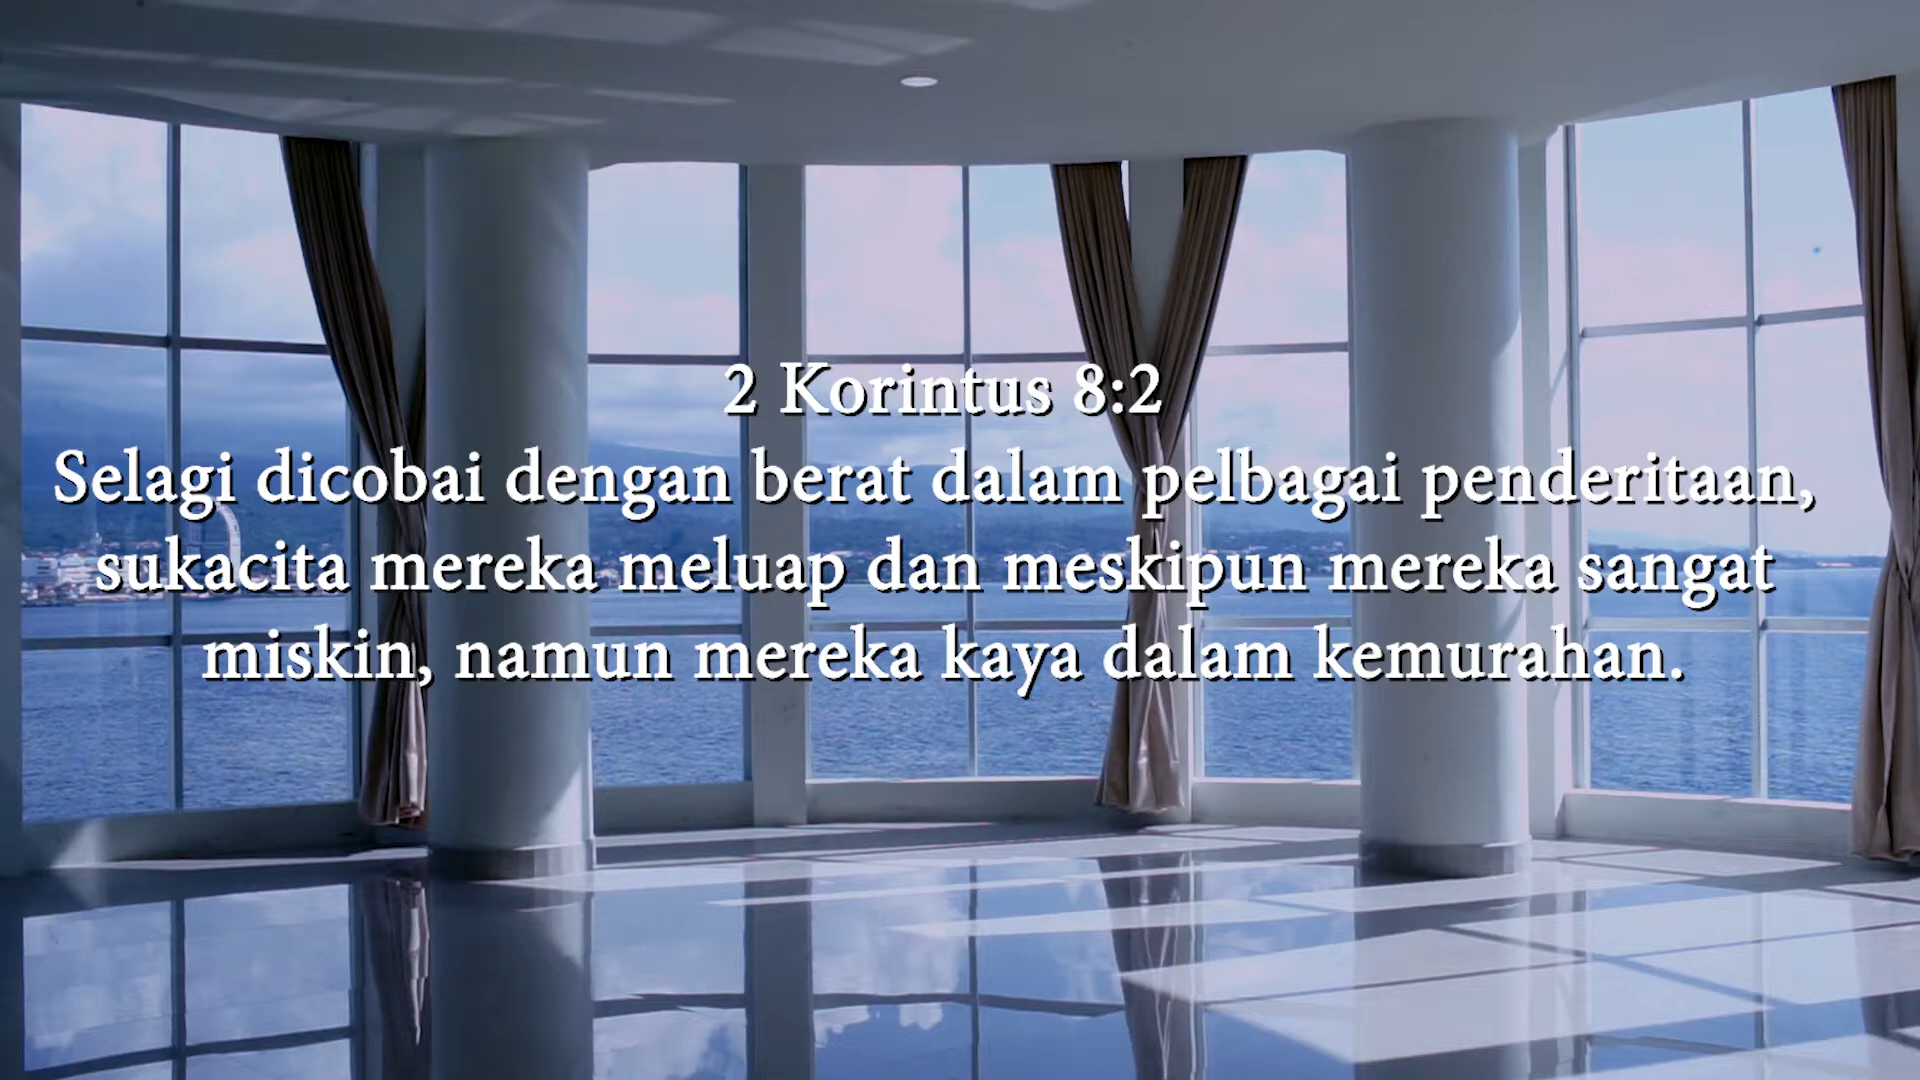 2 Korintus 8:2
Selagi dicobai dengan berat dalam pelbagai penderitaan,
sukacita mereka meluap dan meskipun mereka sangat
miskin, namun mereka kaya dalam kemurahan.